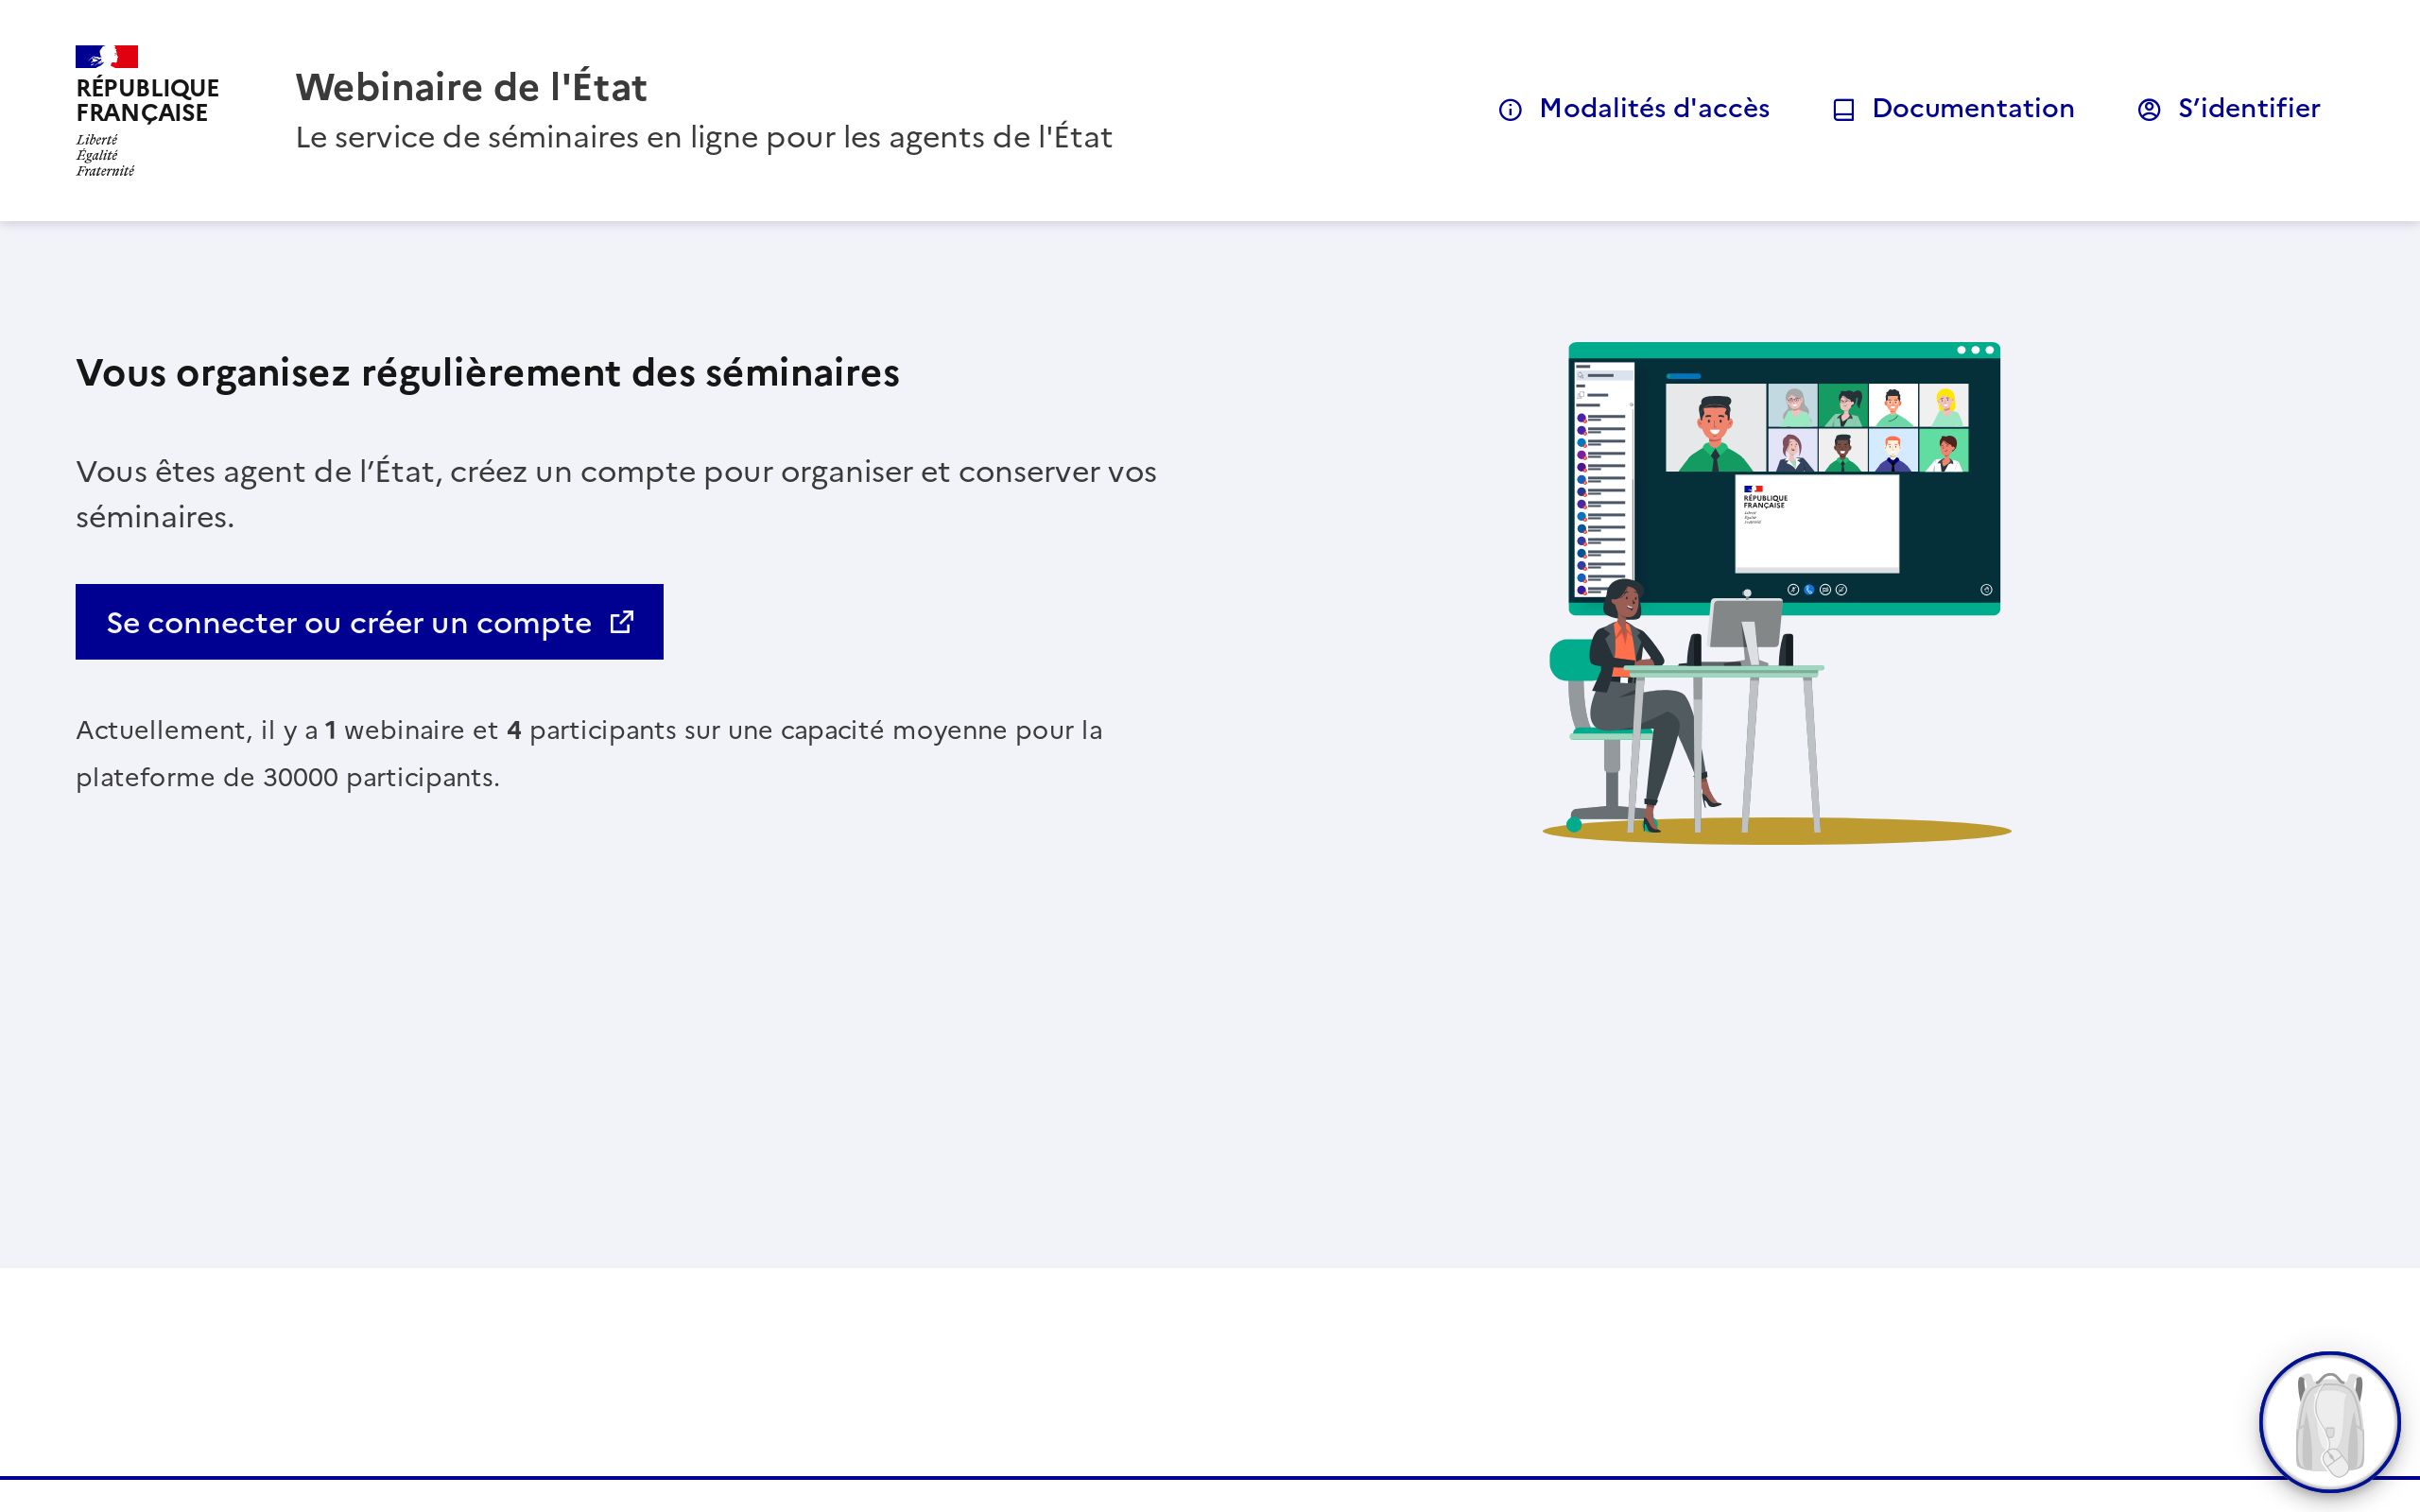 RÉPUBLIQUE
FRANÇAISE
Liberté
Égalité
Fraternité
Webinaire de l'État
Le service de séminaires en ligne pour les agents de l'État
Modalités d'accès
Documentation
S’identifier
Vous organisez régulièrement des séminaires
Vous êtes agent de l’État, créez un compte pour organiser et conserver vos
séminaires.
Se connecter ou créer un compte
Actuellement, il y a 1 webinaire et 4 participants sur une capacité moyenne pour la
plateforme de 30000 participants.
RÉPUBLIQUE
FRANÇAISE
Liberté
Égalité
Fraternité